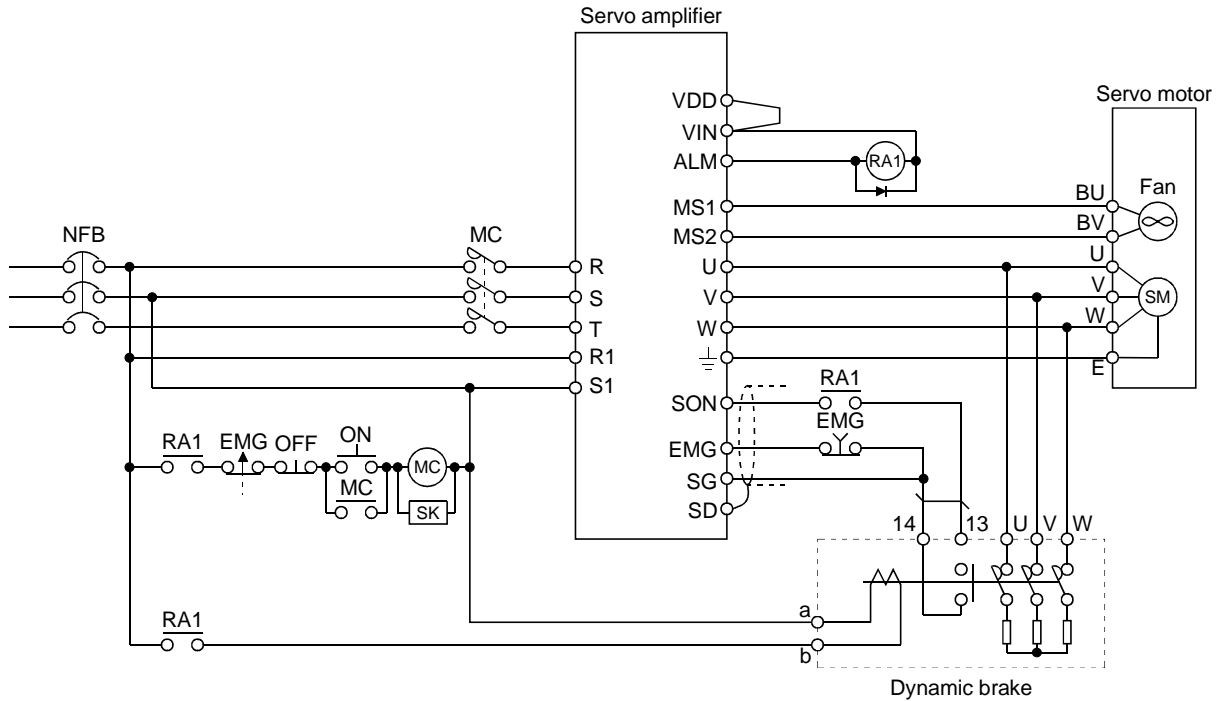 Servo amplifier
Servo motor
VDD
VIN
ALM
RA1
MS1
MS2
BU
BV
Fan
NFB
MC
R
S
T
R1
S1
U
V
W
U
V
W
E
SM
SON
RA1
EMG
EMG
SG
SD
RA1
EMG
OFF
ON
MC
MC
SK
14
13
U
V
W
RA1
a
b
Dynamic brake